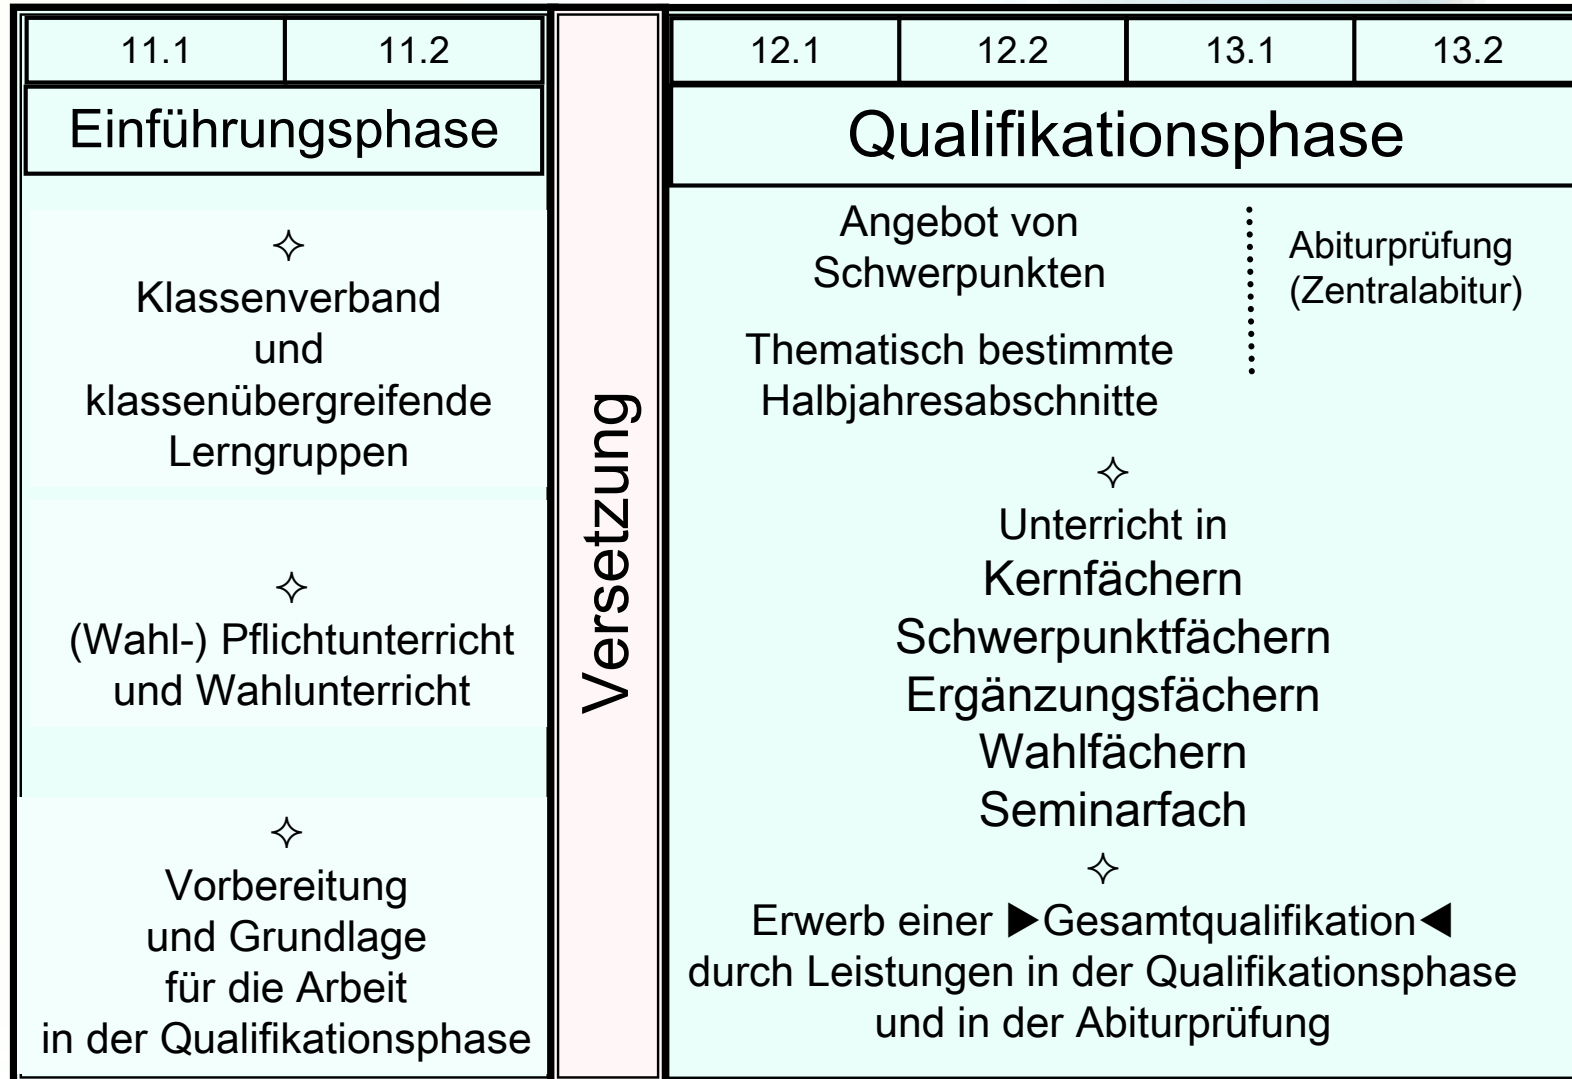 11.1
11.2
Einführungsphase
✧
Klassenverband
und
klassenübergreifende
Lerngruppen
✧
(Wahl-) Pflichtunterricht
und Wahlunterricht
✧
Vorbereitung
und Grundlage
für die Arbeit
in der Qualifikationsphase
Versetzung
12.1
12.2
13.1
13.2
Qualifikationsphase
Angebot von
Schwerpunkten
Thematisch bestimmte
Halbjahresabschnitte
Abiturprüfung
(Zentralabitur)
✧
Unterricht in
Kernfächern
Schwerpunktfächern
Ergänzungsfächern
Wahlfächern
Seminarfach
✧
Erwerb einer ►Gesamtqualifikation◄
durch Leistungen in der Qualifikationsphase
und in der Abiturprüfung